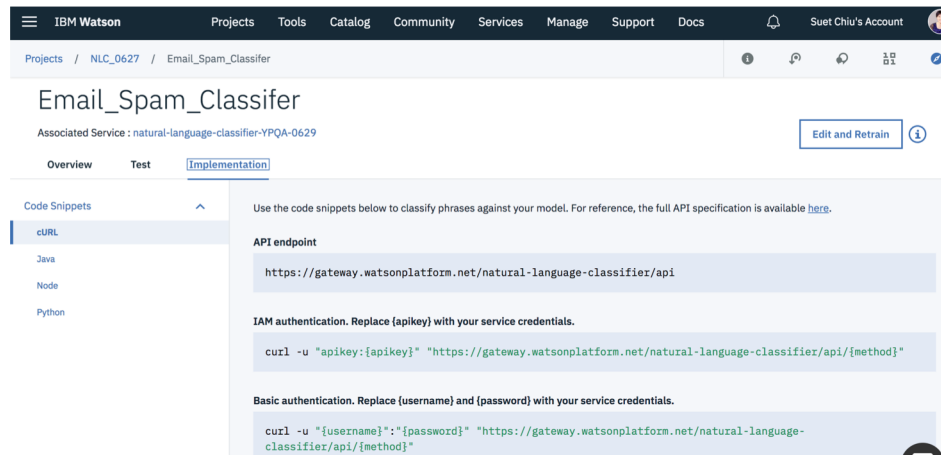 IBM Watson Projects Tools Catalog Community Services Manage Support Docs Suet Chiu's Account
Projects / NLC_0627 / Email_Spam_Classifer
Email_Spam_Classifer
Associated Service : natural-language-classifier-YPQA-0629
Edit and Retrain
Overview Test Implementation
Code Snippets
cURL
Java
Node
Python
Use the code snippets below to classify phrases against your model. For reference, the full API specification is available here.
API endpoint
https://gateway.watsonplatform.net/natural-language-classifier/api
IAM authentication. Replace {apikey} with your service credentials.
curl -u "apikey:{apikey}" "https://gateway.watsonplatform.net/natural-language-classifier/api/{method}"
Basic authentication. Replace {username} and {password} with your service credentials.
curl -u "{username}":"{password}" "https://gateway.watsonplatform.net/natural-language-
classifier/api/{method}"